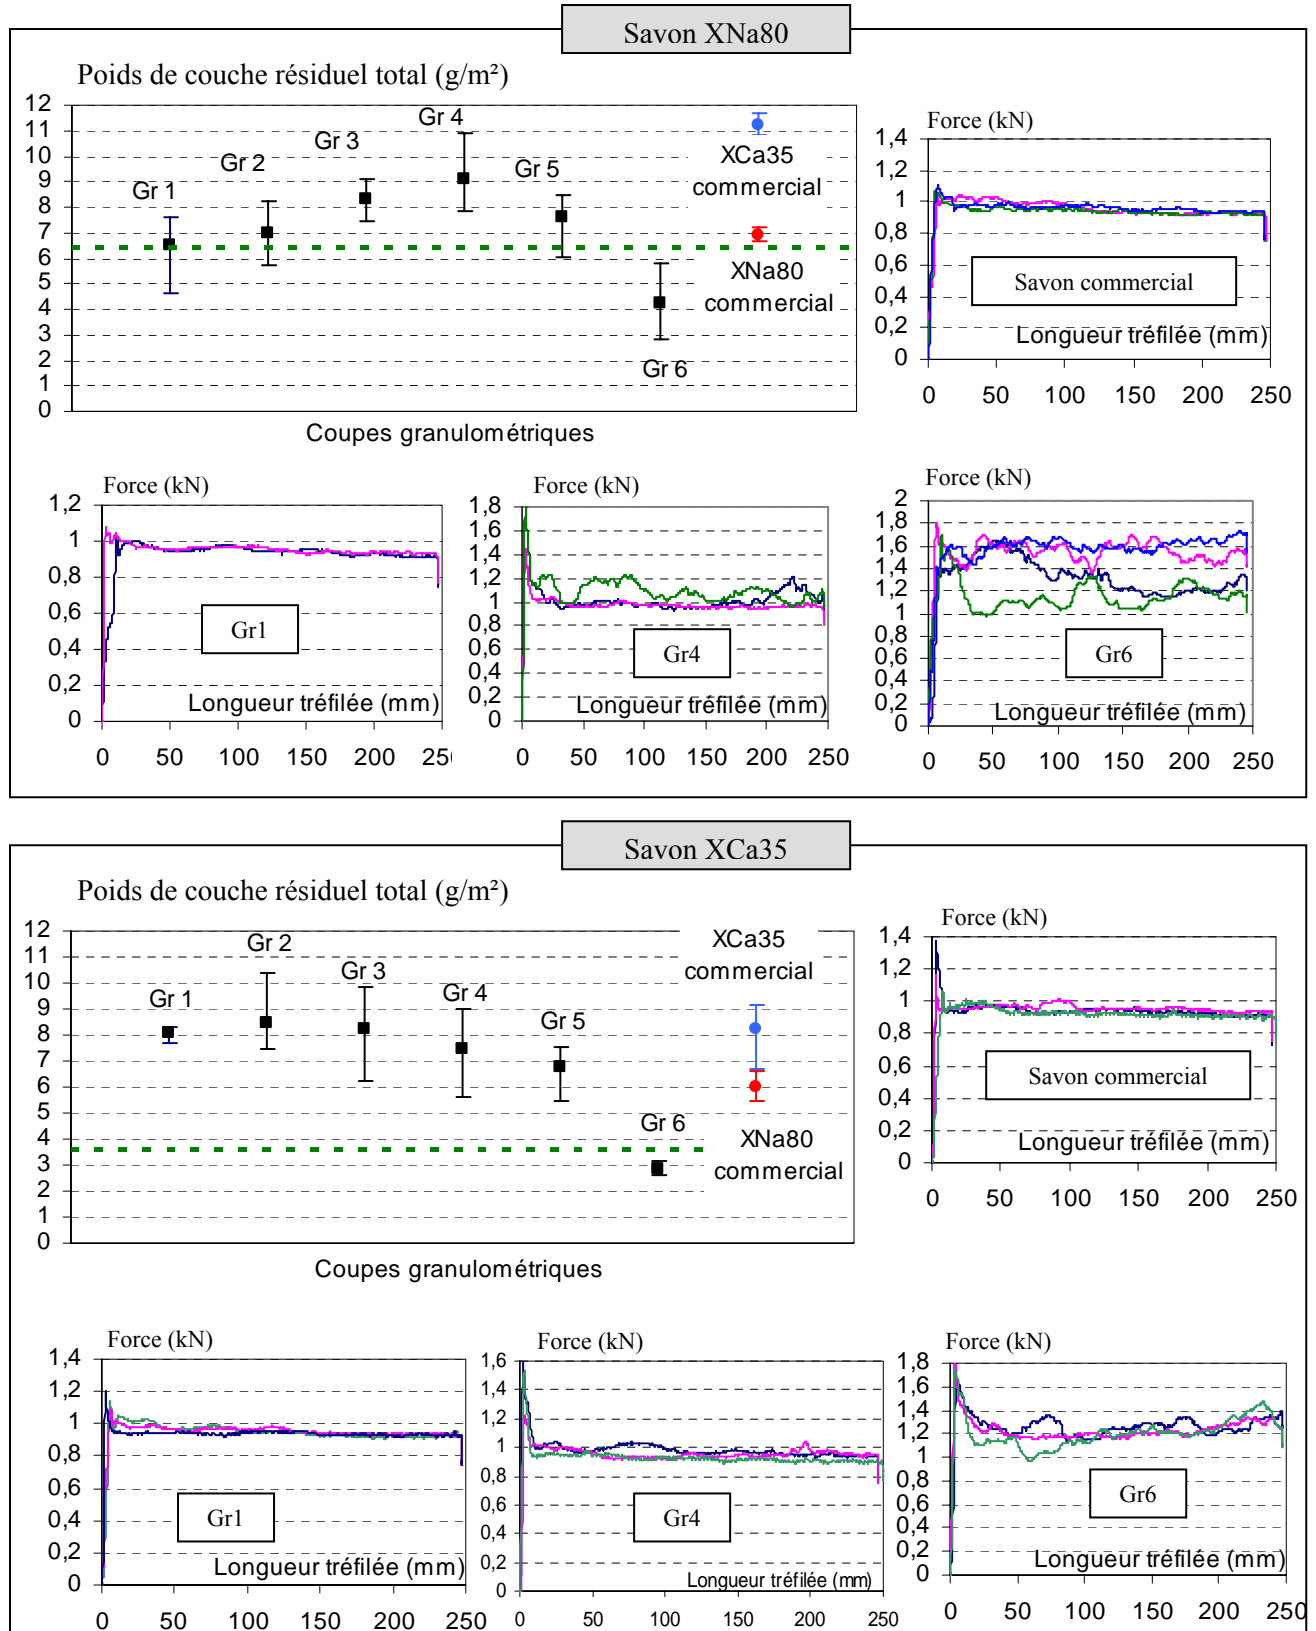 Savon XNa80
Poids de couche résiduel total (g/m²)
12
11
10
9
8
7
6
5
4
3
2
1
0
Gr 1
Gr 2
Gr 3
Gr 4
Gr 5
Gr 6
XCa35
commercial
XNa80
commercial
Coupes granulométriques
Force (kN)
1,4
1,2
1
0,8
0,6
0,4
0,2
0
Savon commercial
Longueur tréfilée (mm)
0 50 100 150 200 250
Force (kN)
1,2
1
0,8
0,6
0,4
0,2
0
Gr1
Longueur tréfilée (mm)
0 50 100 150 200 250
Force (kN)
1,8
1,6
1,4
1,2
1
0,8
0,6
0,4
0,2
0
Gr4
Longueur tréfilée (mm)
0 50 100 150 200 250
Force (kN)
2
1,8
1,6
1,4
1,2
1
0,8
0,6
0,4
0,2
0
Gr6
Longueur tréfilée (mm)
0 50 100 150 200 250
Savon XCa35
Poids de couche résiduel total (g/m²)
12
11
10
9
8
7
6
5
4
3
2
1
0
Gr 1
Gr 2
Gr 3
Gr 4
Gr 5
Gr 6
XCa35
commercial
XNa80
commercial
Coupes granulométriques
Force (kN)
1,4
1,2
1
0,8
0,6
0,4
0,2
0
Savon commercial
Longueur tréfilée (mm)
0 50 100 150 200 250
Force (kN)
1,4
1,2
1
0,8
0,6
0,4
0,2
0
Gr1
Longueur tréfilée (mm)
0 50 100 150 200 250
Force (kN)
1,6
1,4
1,2
1
0,8
0,6
0,4
0,2
0
Gr4
Longueur tréfilée (mm)
0 50 100 150 200 250
Force (kN)
1,8
1,6
1,4
1,2
1
0,8
0,6
0,4
0,2
0
Gr6
Longueur tréfilée (mm)
0 50 100 150 200 250